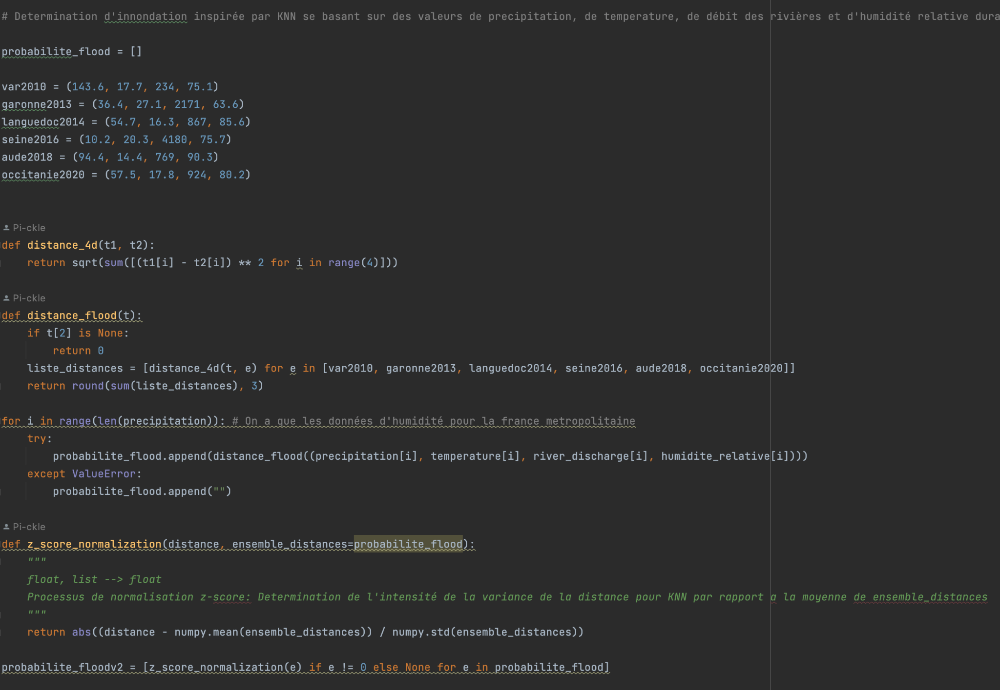 # Determination d'innondation inspirée par KNN se basant sur des valeurs de precipitation, de temperature, de débit des rivières et d'humidité relative dura
probabilite_flood = []
var2010 = (143.6, 17.7, 234, 75.1)
garonne2013 = (36.4, 27.1, 2171, 63.6)
languedoc2014 = (54.7, 16.3, 867, 85.6)
seine2016 = (10.2, 20.3, 4180, 75.7)
aude2018 = (94.4, 14.4, 769, 90.3)
occitanie2020 = (57.5, 17.8, 924, 80.2)
Pi-ckle
def distance_4d(t1, t2):
    return sqrt(sum([(t1[i] - t2[i]) ** 2 for i in range(4)]))
Pi-ckle
def distance_flood(t):
    if t[2] is None:
        return 0
    liste_distances = [distance_4d(t, e) for e in [var2010, garonne2013, languedoc2014, seine2016, aude2018, occitanie2020]]
    return round(sum(liste_distances), 3)
for i in range(len(precipitation)): # On a que les données d'humidité pour la france metropolitaine
    try:
        probabilite_flood.append(distance_flood((precipitation[i], temperature[i], river_discharge[i], humidite_relative[i])))
    except ValueError:
        probabilite_flood.append("")
Pi-ckle
def z_score_normalization(distance, ensemble_distances=probabilite_flood):
    """
    float, list --> float
    Processus de normalisation z-score: Determination de l'intensité de la variance de la distance pour KNN par rapport a la moyenne de ensemble_distances
    """
    return abs((distance - numpy.mean(ensemble_distances)) / numpy.std(ensemble_distances))
probabilite_floodv2 = [z_score_normalization(e) if e != 0 else None for e in probabilite_flood]